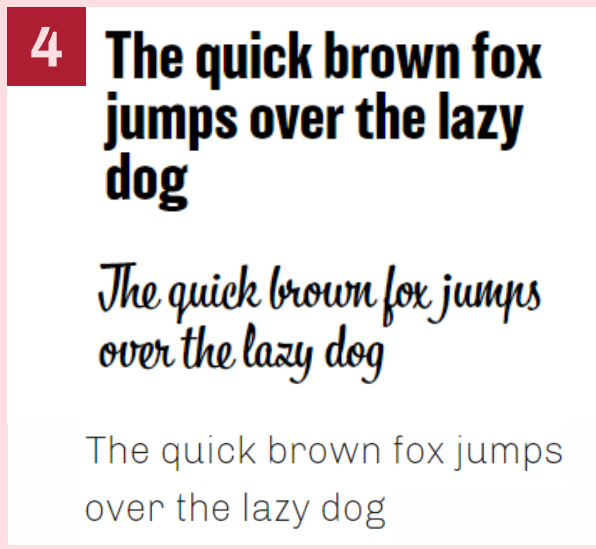 4
The quick brown fox
jumps over the lazy
dog
The quick brown fox jumps
over the lazy dog
The quick brown fox jumps
over the lazy dog